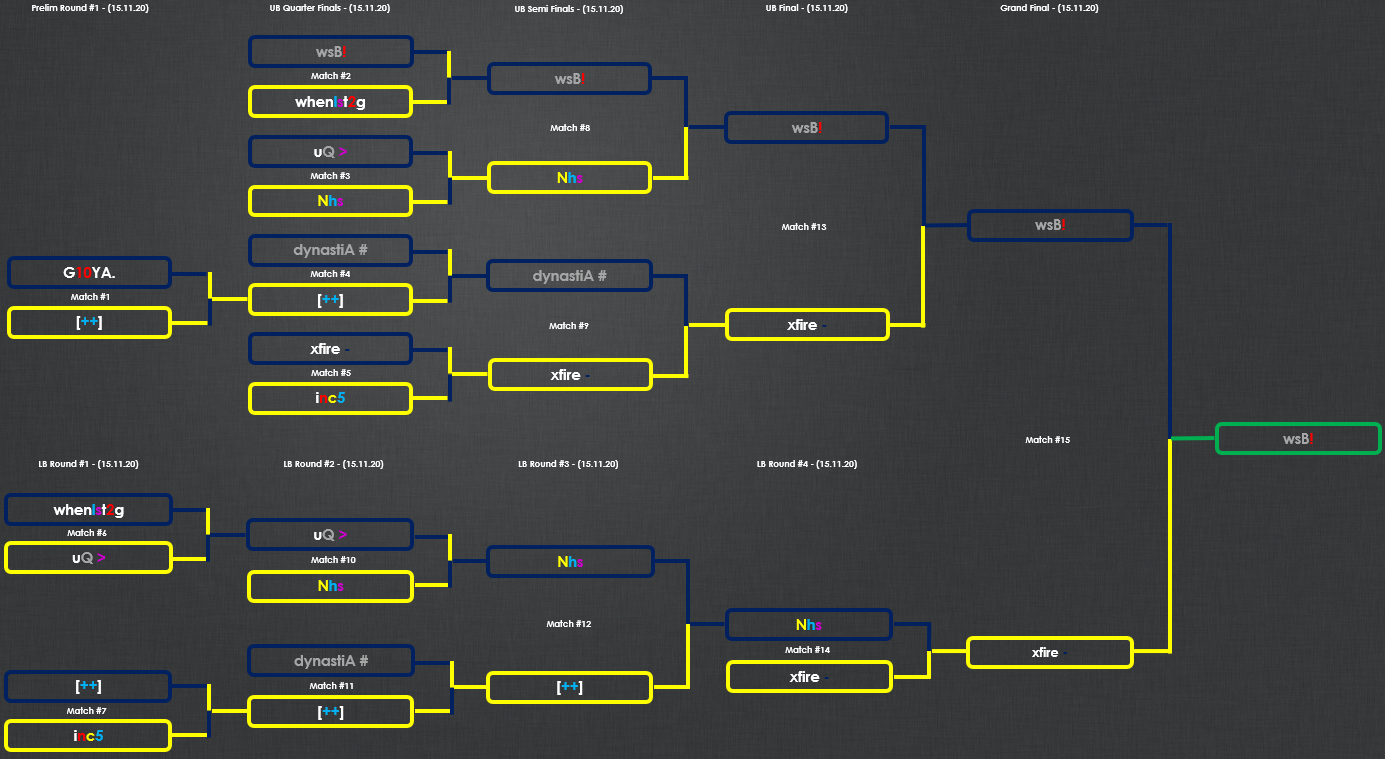 Prelim Round #1 - (15.11.20)
UB Quarter Finals - (15.11.20)
UB Semi Finals - (15.11.20)
UB Final - (15.11.20)
Grand Final - (15.11.20)
wsB!
Match #2
whenIst2g
uQ >
Match #3
Nhs
dynastiA #
Match #4
[++]
xfire -
Match #5
inc5
G10YA.
Match #1
[++]
wsB!
Match #8
Nhs
dynastiA #
Match #9
xfire -
wsB!
Match #13
xfire -
wsB!
Match #15
xfire -
wsB!
LB Round #1 - (15.11.20)
LB Round #2 - (15.11.20)
LB Round #3 - (15.11.20)
LB Round #4 - (15.11.20)
whenIst2g
Match #6
uQ >
[++]
Match #7
inc5
uQ >
Match #10
Nhs
dynastiA #
Match #11
[++]
Nhs
Match #12
[++]
Nhs
Match #14
xfire -